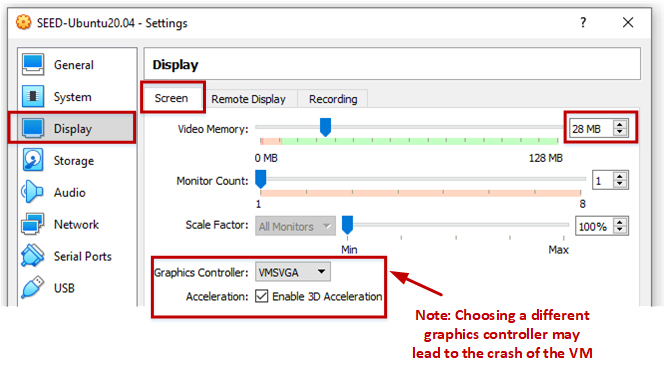 SEED-Ubuntu20.04 - Settings
?
General
System
Display
Storage
Audio
Network
Serial Ports
USB
Display
Screen
Remote Display
Recording
Video Memory:
28 MB
0 MB
128 MB
Monitor Count:
1
1
8
Scale Factor:
All Monitors
100%
Min
Max
Graphics Controller:
VMSVGA
Acceleration:
Enable 3D Acceleration
Note: Choosing a different
graphics controller may
lead to the crash of the VM